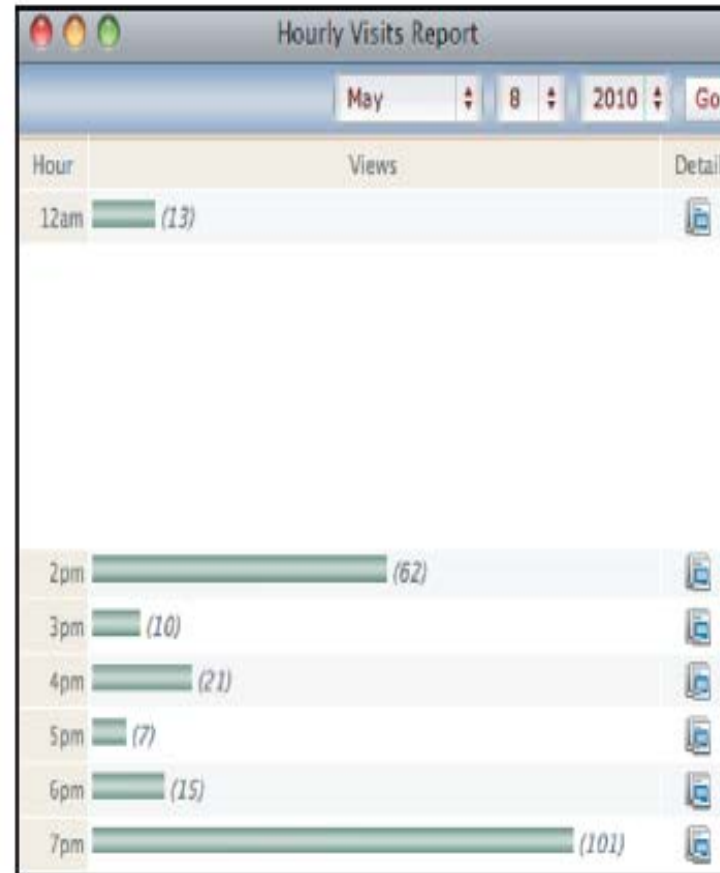 Hourly Visits Report
May 8 2010 Go
Hour Views Detail
12am (13)
2pm (62)
3pm (10)
4pm (21)
5pm (7)
6pm (15)
7pm (101)